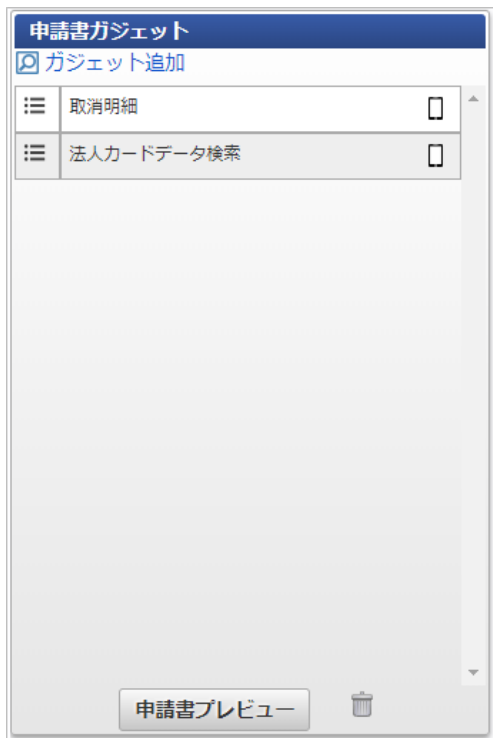 申請書ガジェット
ガジェット追加
取消明細
法人カードデータ検索
申請書プレビュー